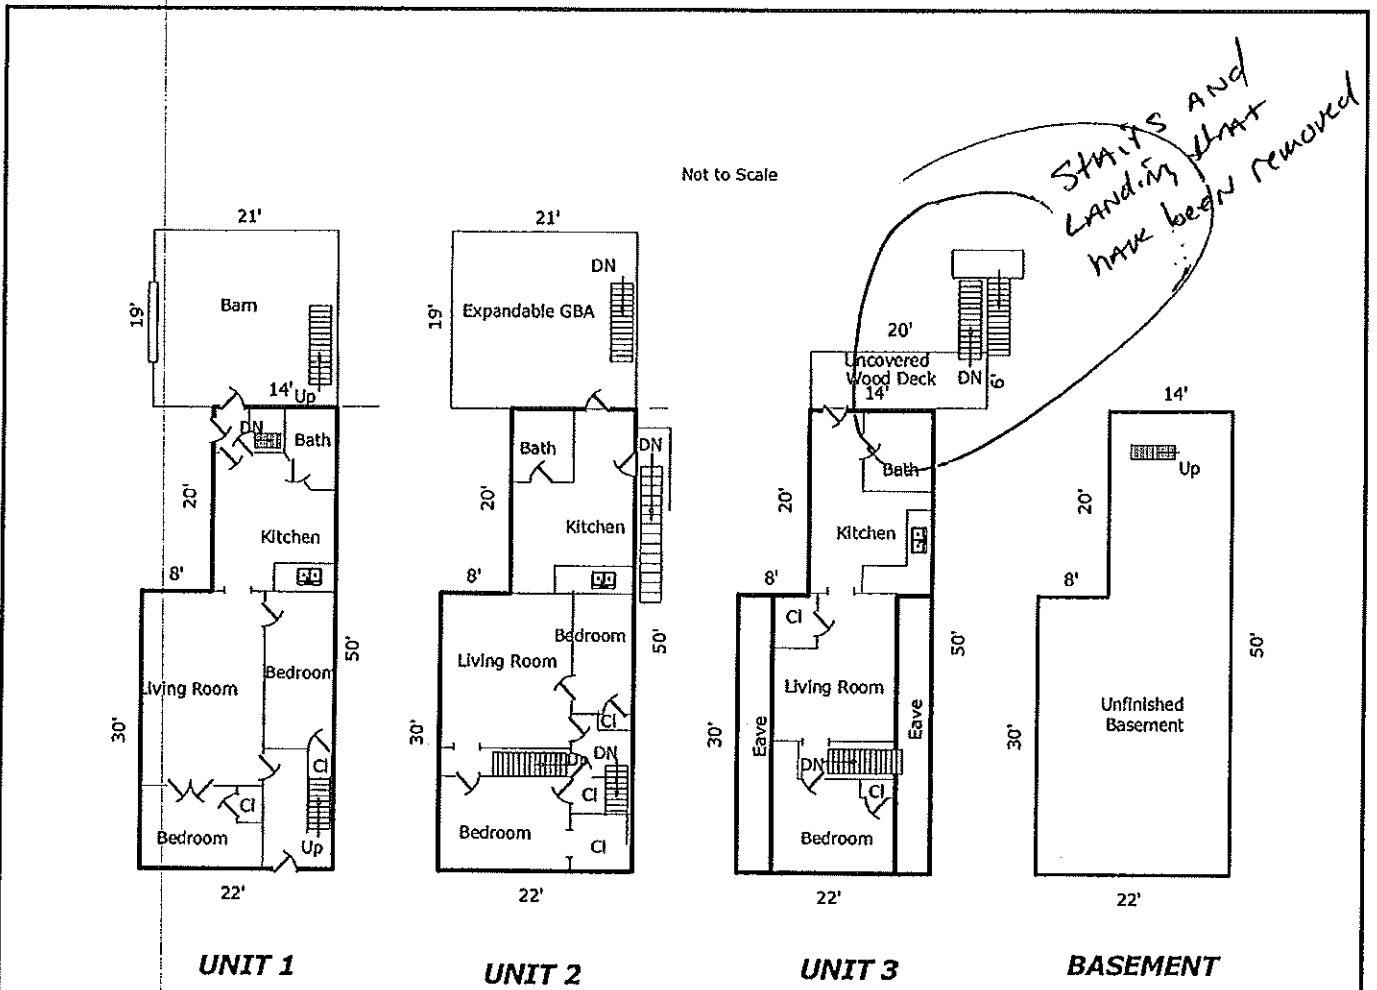 Stairs AND
LANDing that
have been removed
Not to Scale
21'
19'
Barn
14'
Up
DN
Bath
20'
Kitchen
8'
Living Room
Bedroom
50'
30'
Cl
Cl
Bedroom
Up
22'
UNIT 1
21'
DN
19'
Expandable GBA
Bath
DN
20'
Kitchen
8'
Bedroom
50'
Living Room
Cl
30'
Up
DN
Cl
Bedroom
Cl
22'
UNIT 2
20'
Uncovered
Wood Deck
DN
6'
14'
Bath
20'
Kitchen
8'
Cl
50'
Living Room
30'
Eave
Eave
DN
Cl
Bedroom
22'
UNIT 3
14'
Up
20'
8'
50'
Unfinished
Basement
30'
22'
BASEMENT